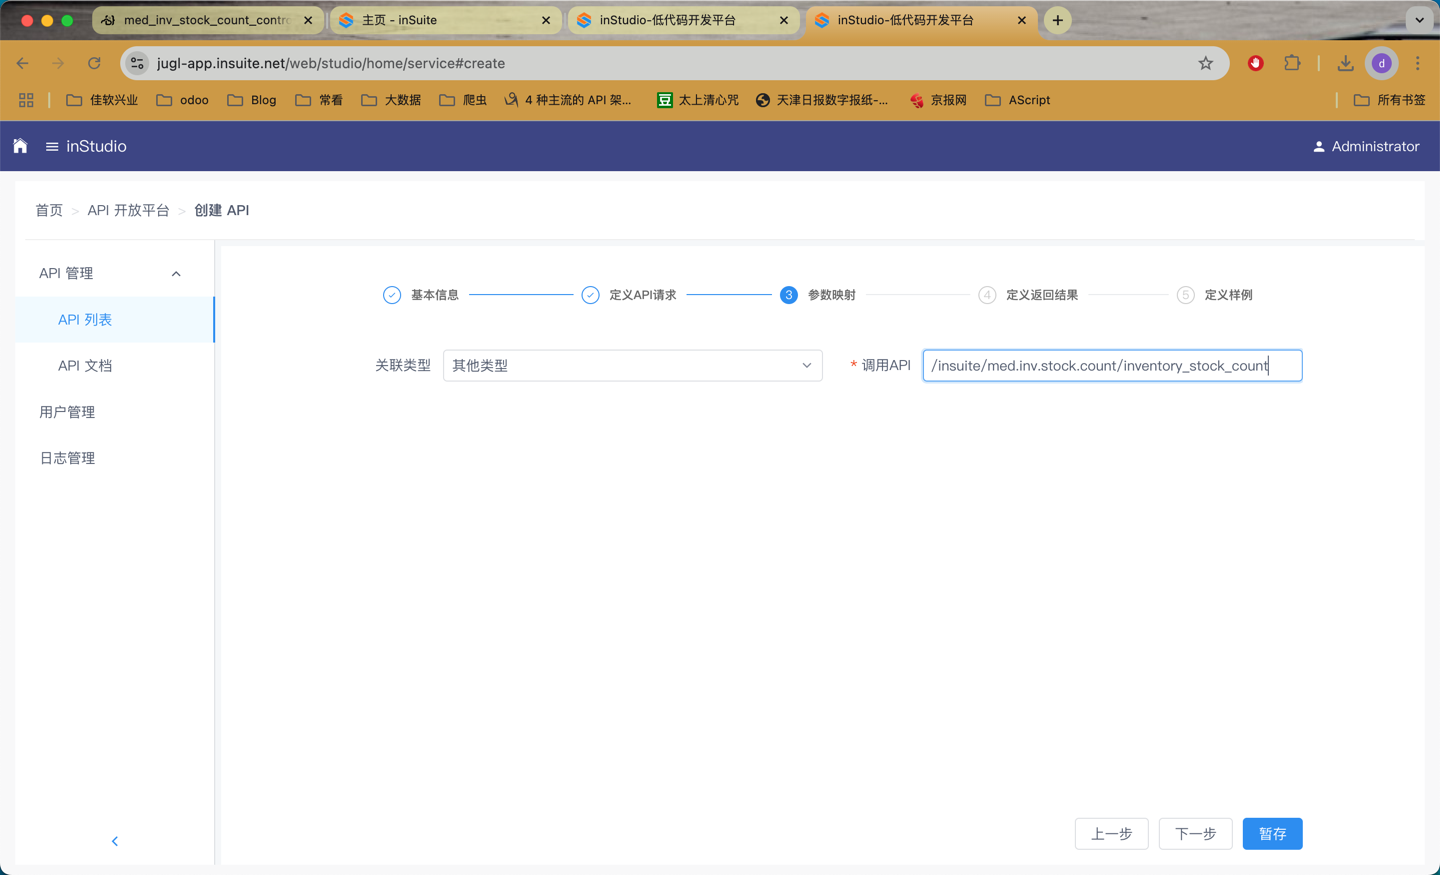 med_inv_stock_count_contro
主页 - inSuite
inStudio-低代码开发平台
inStudio-低代码开发平台
jugl-app.insuite.net/web/studio/home/service#create
d
佳软兴业
odoo
Blog
常看
大数据
爬虫
4 种主流的 API 架...
豆
太上清心咒
天津日报数字报纸-...
京报网
AScript
所有书签
inStudio
Administrator
首页 > API 开放平台 > 创建 API
API 管理
API 列表
API 文档
用户管理
日志管理
基本信息
定义API请求
3 参数映射
4 定义返回结果
5 定义样例
关联类型 其他类型
* 调用API /insuite/med.inv.stock.count/inventory_stock_count
上一步
下一步
暂存